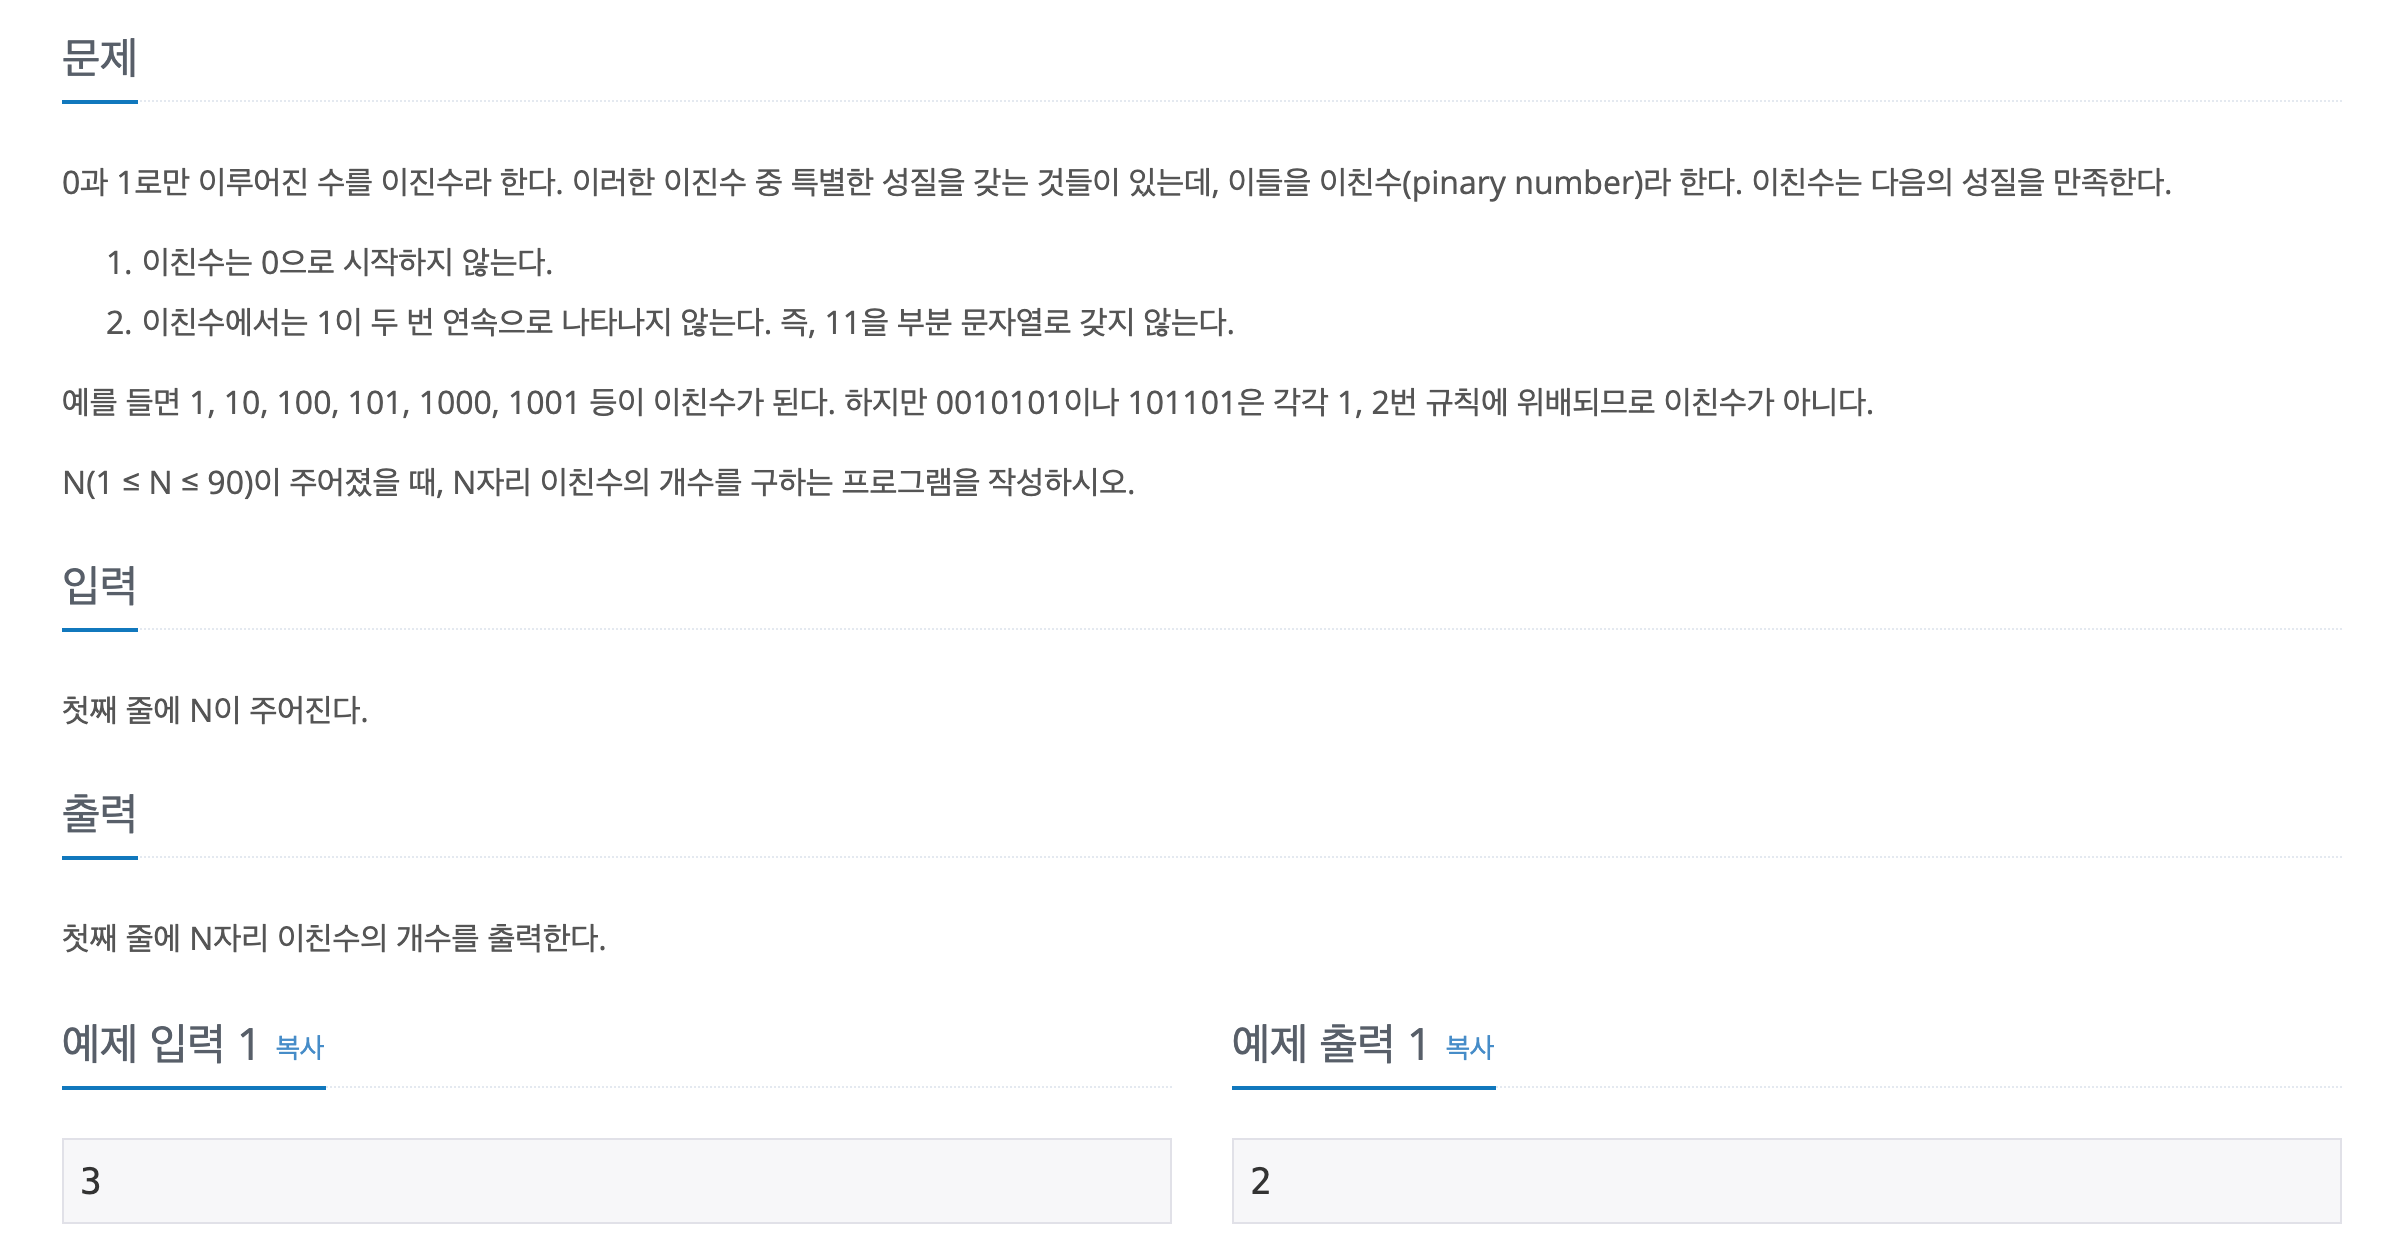 문제
0과 1로만 이루어진 수를 이진수라 한다. 이러한 이진수 중 특별한 성질을 갖는 것들이 있는데, 이들을 이친수(pinary number)라 한다. 이친수는 다음의 성질을 만족한다.
1. 이친수는 0으로 시작하지 않는다.
2. 이친수에서는 1이 두 번 연속으로 나타나지 않는다. 즉, 11을 부분 문자열로 갖지 않는다.
예를 들면 1, 10, 100, 101, 1000, 1001 등이 이친수가 된다. 하지만 0010101이나 101101은 각각 1, 2번 규칙에 위배되므로 이친수가 아니다.
N(1 ≤ N ≤ 90)이 주어졌을 때, N자리 이친수의 개수를 구하는 프로그램을 작성하시오.
입력
첫째 줄에 N이 주어진다.
출력
첫째 줄에 N자리 이친수의 개수를 출력한다.
예제 입력 1 복사
3
예제 출력 1 복사
2